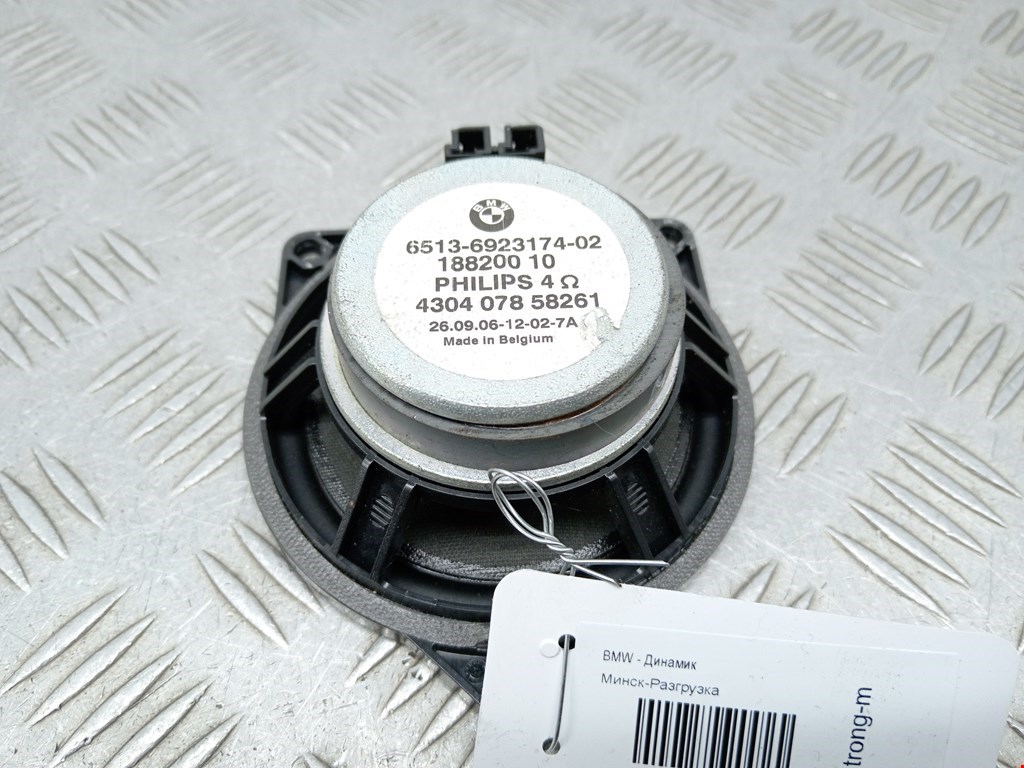 BMW
6513-6923174-02
188200 10
PHILIPS 4 Ω
4304 078 58261
26.09.06-12-02-7A
Made in Belgium
BMW - Динамик
Минск-Разгрузка
trong-m